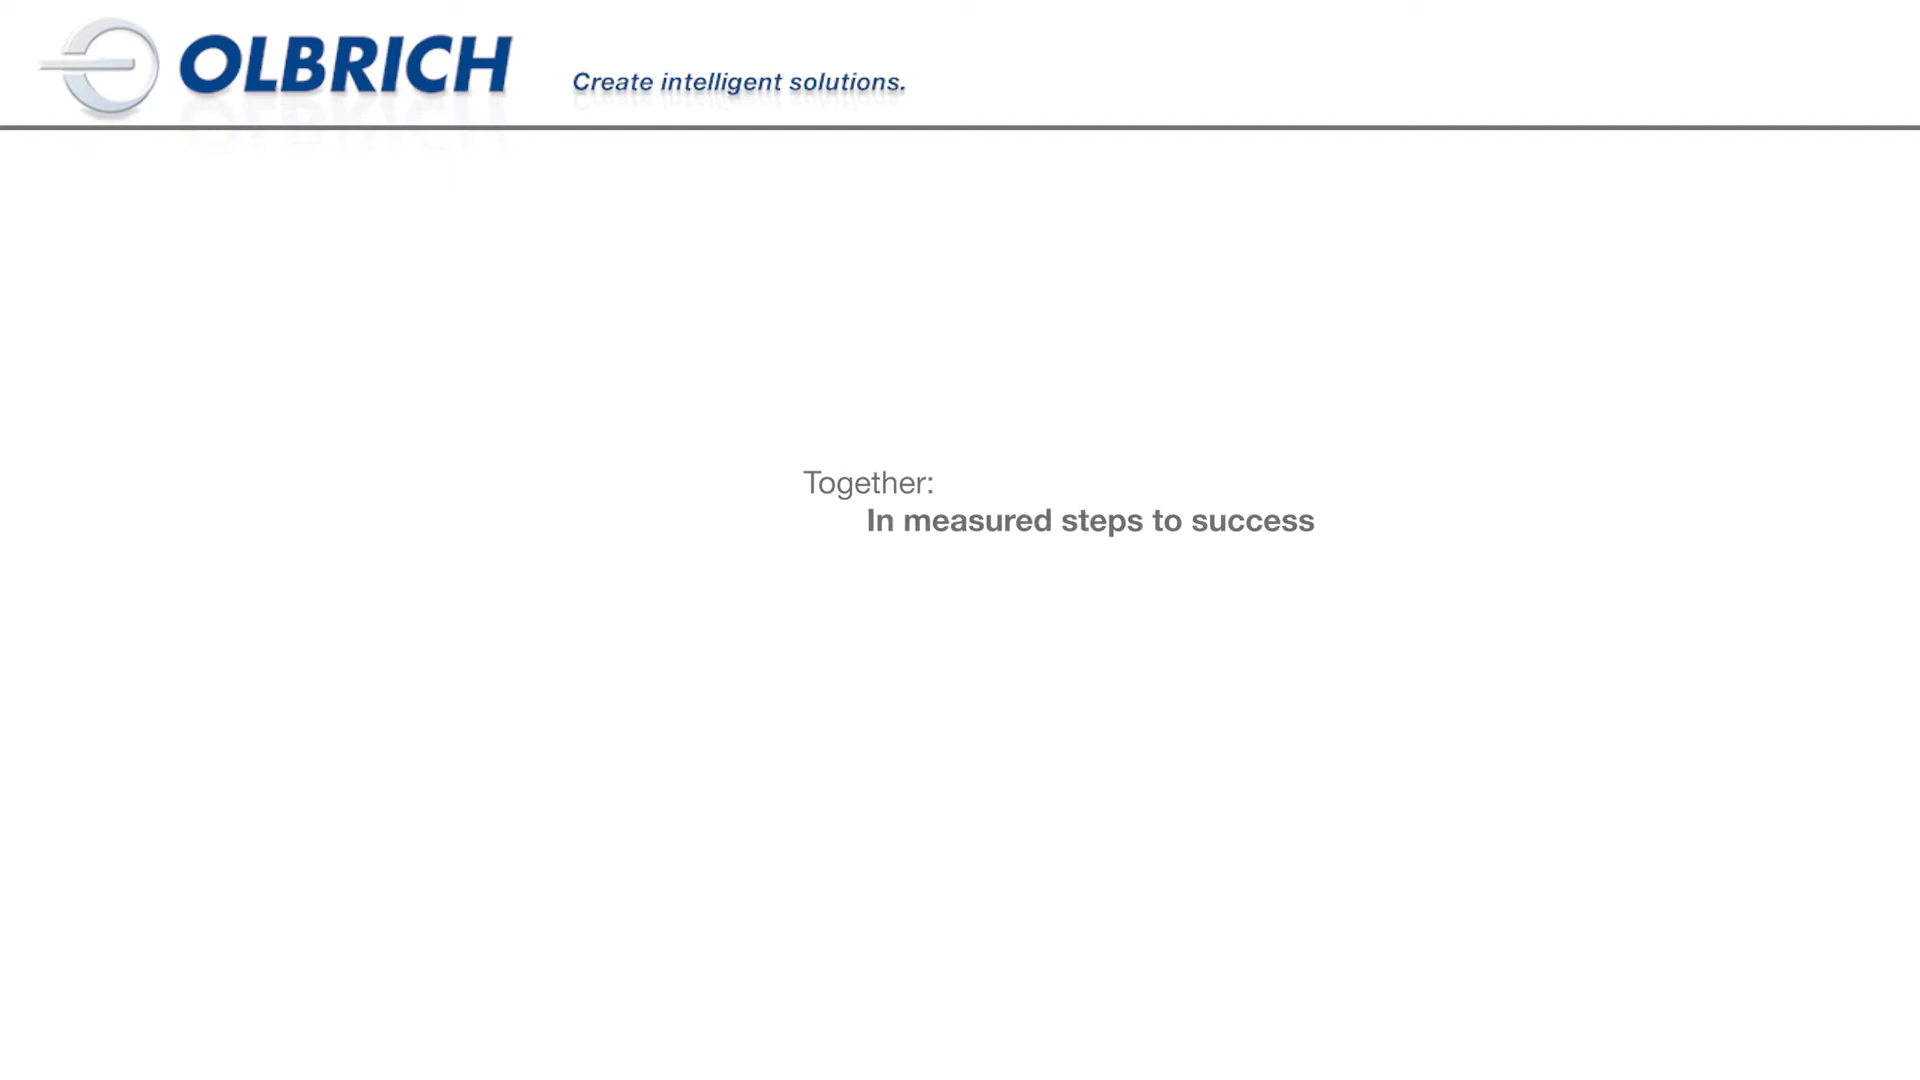 OLBRICH
Create intelligent solutions.
Together:
In measured steps to success